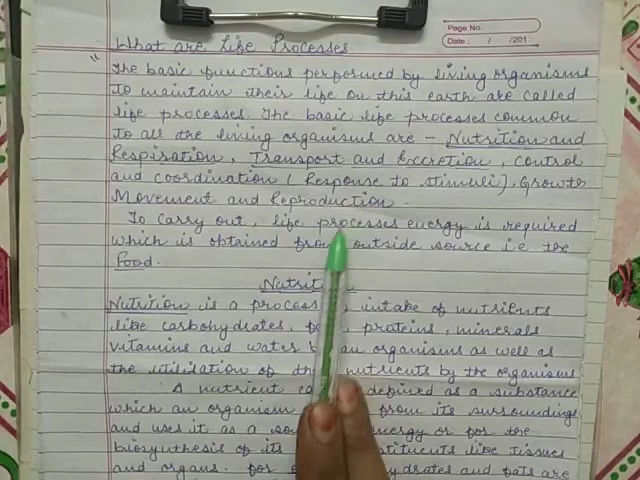 Page No.
Date: / /201
What are Life Processes
" The basic functions performed by living organisms
to maintain their life on this earth are called
life processes. The basic life processes common
to all the living organisms are - Nutrition and
Respiration, Transport and Excretion, Control
and coordination (Response to stimuli), Growth
Movement and Reproduction.
To carry out, life processes energy is required
which is obtained from outside source i.e the
Food.
Nutrition
Nutrition is a process intake of nutrients
like carbohydrates, proteins, minerals
vitamins and water an organisms as well as
the utilisation of nutrients by the organisms
A nutrient defined as a substance
which an organism from its surroundings
and uses it as a energy or for the
biosynthesis of its like tissues
and organs. For and fats are